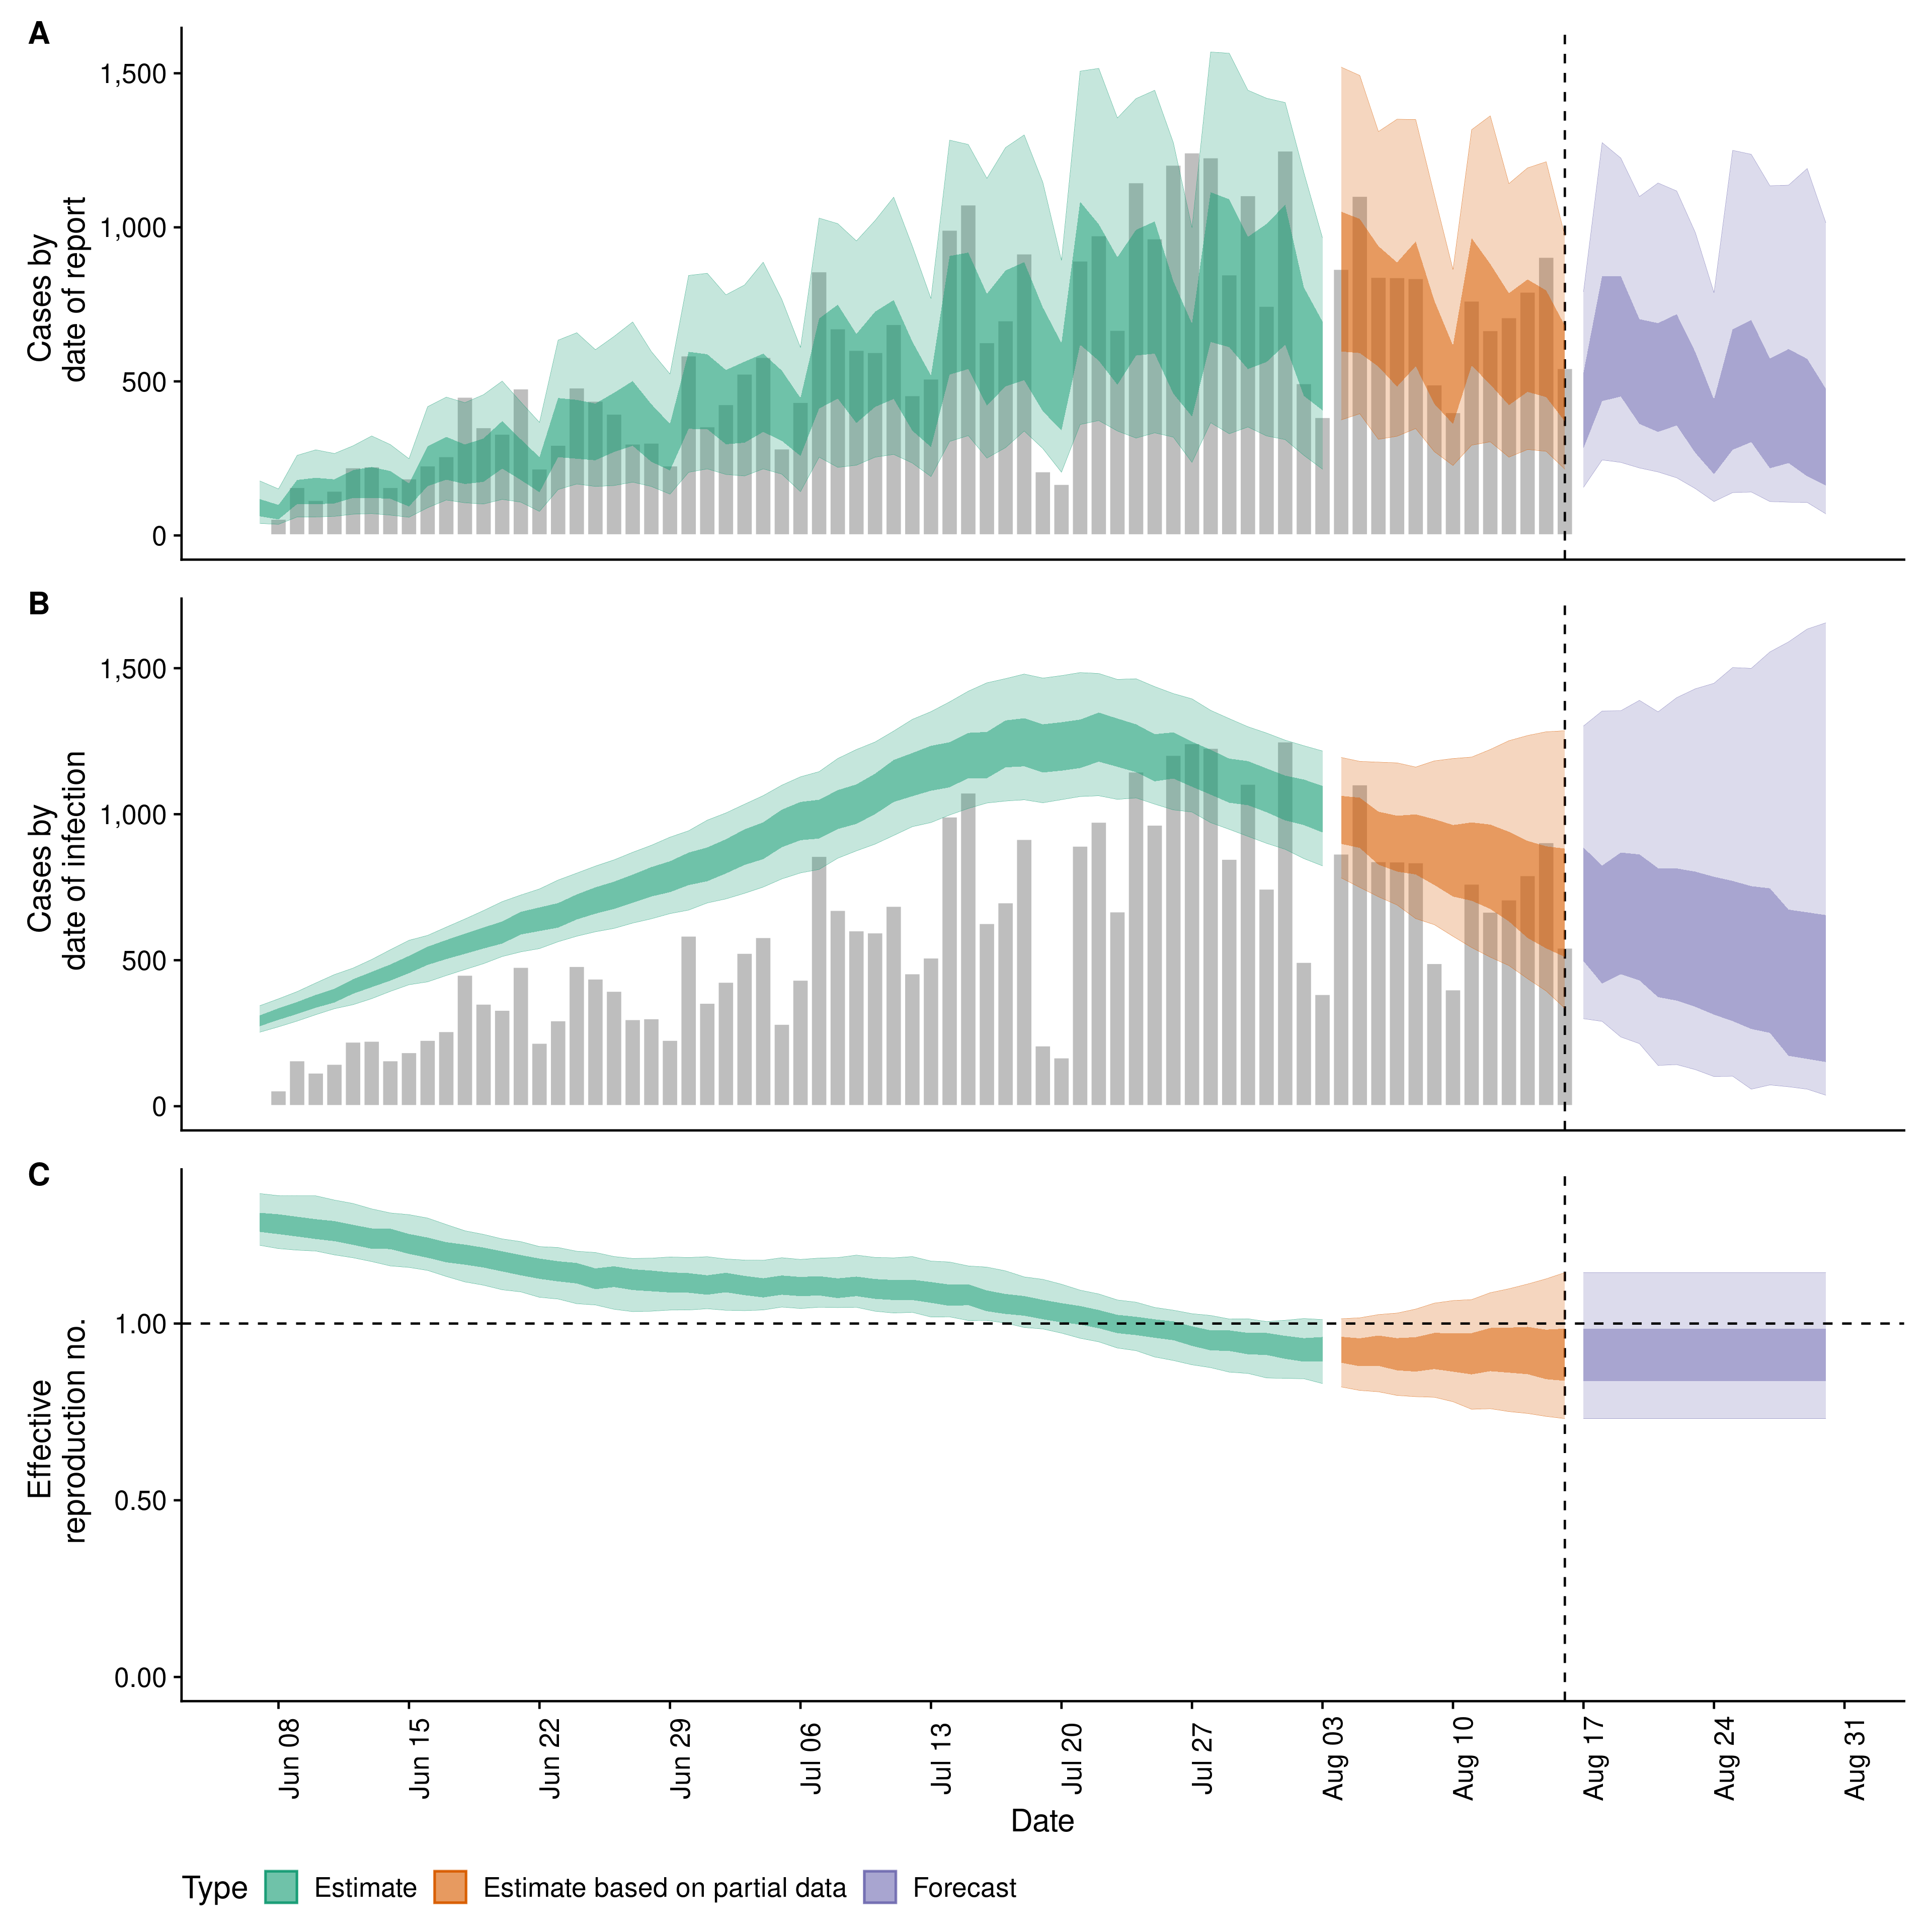 A
Cases by
date of report
1,500
1,000
500
0
B
Cases by
date of infection
1,500
1,000
500
0
C
Effective
reproduction no.
1.00
0.50
0.00
Jun 08
Jun 15
Jun 22
Jun 29
Jul 06
Jul 13
Jul 20
Jul 27
Aug 03
Aug 10
Aug 17
Aug 24
Aug 31
Date
Type Estimate Estimate based on partial data Forecast